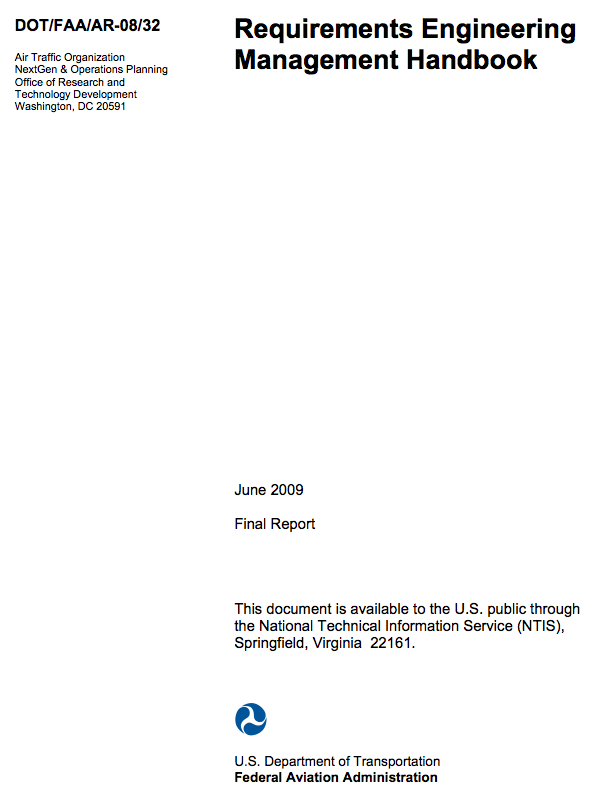 DOT/FAA/AR-08/32
Air Traffic Organization
NextGen & Operations Planning
Office of Research and
Technology Development
Washington, DC 20591
Requirements Engineering
Management Handbook
June 2009
Final Report
This document is available to the U.S. public through
the National Technical Information Service (NTIS),
Springfield, Virginia  22161.
U.S. Department of Transportation
Federal Aviation Administration